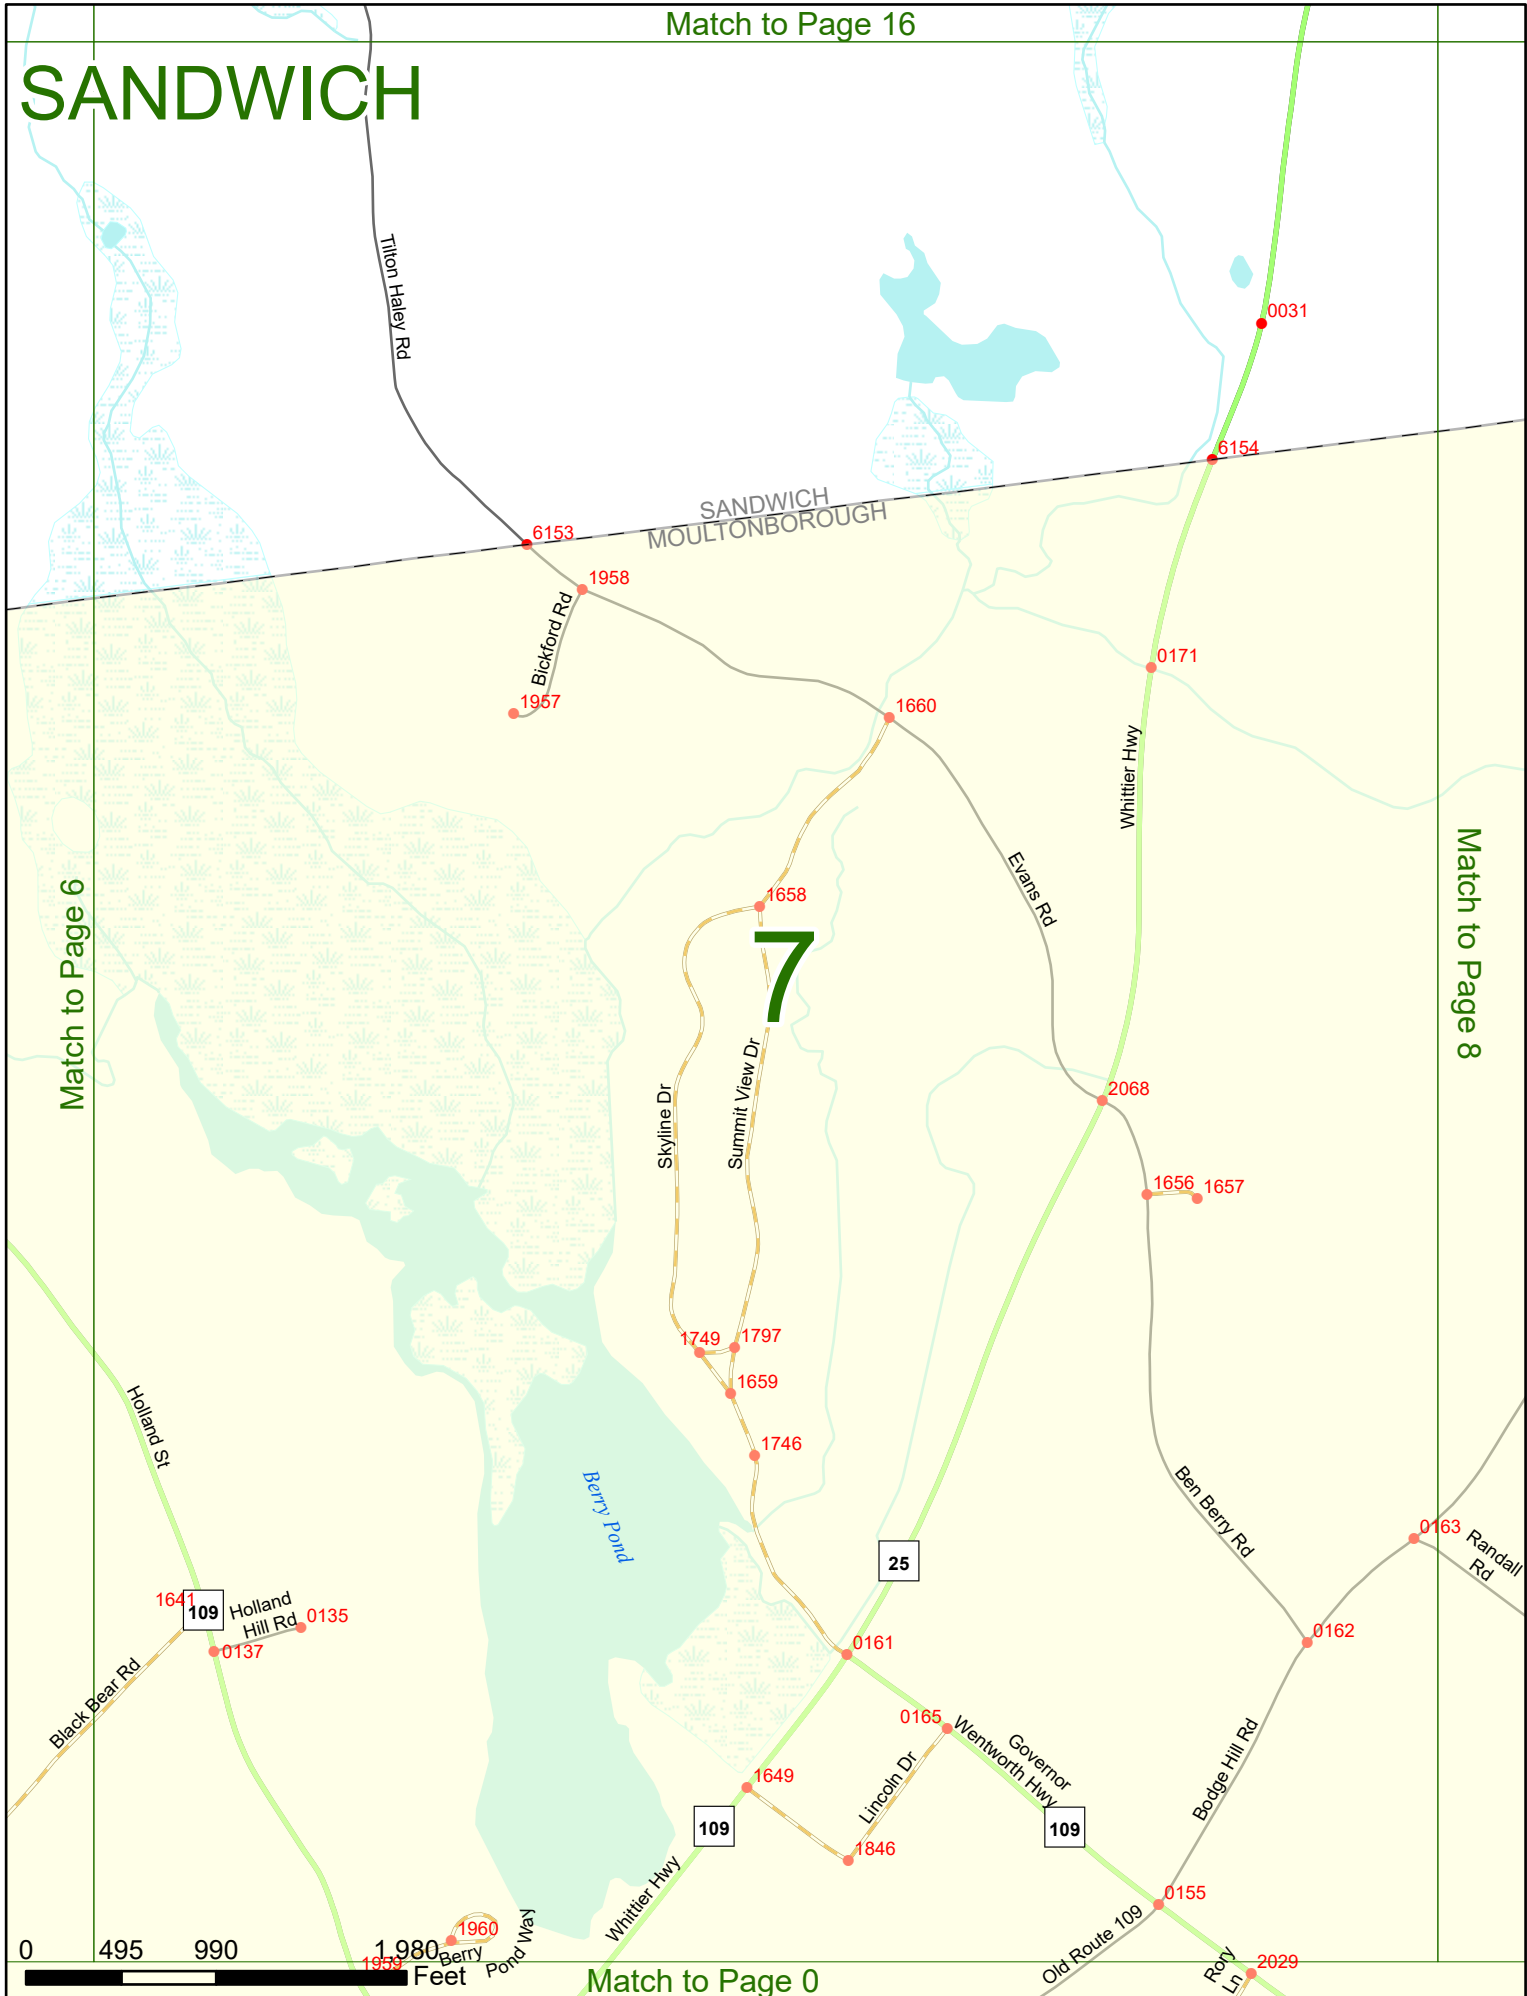 Match to Page 16
SANDWICH
Tilton Haley Rd
0031
6154
SANDWICH
MOULTONBOROUGH
6153
1958
Bickford Rd
1957
0171
1660
Whittier Hwy
Evans Rd
Match to Page 6
Match to Page 8
1658
7
Skyline Dr
Summit View Dr
2068
1656
1657
1749
1797
1659
1746
Holland St
Berry Pond
Ben Berry Rd
25
0163
Randall
Rd
1641
109
Holland
Hill Rd
0135
0137
0161
0162
Black Bear Rd
0165
Governor
Wentworth Hwy
Lincoln Dr
Bodge Hill Rd
1649
109
109
1846
Whittier Hwy
0155
Old Route 109
1960
Berry
Pond Way
1959
Rory
Ln
2029
0 495 990 1,980
Feet
Match to Page 0